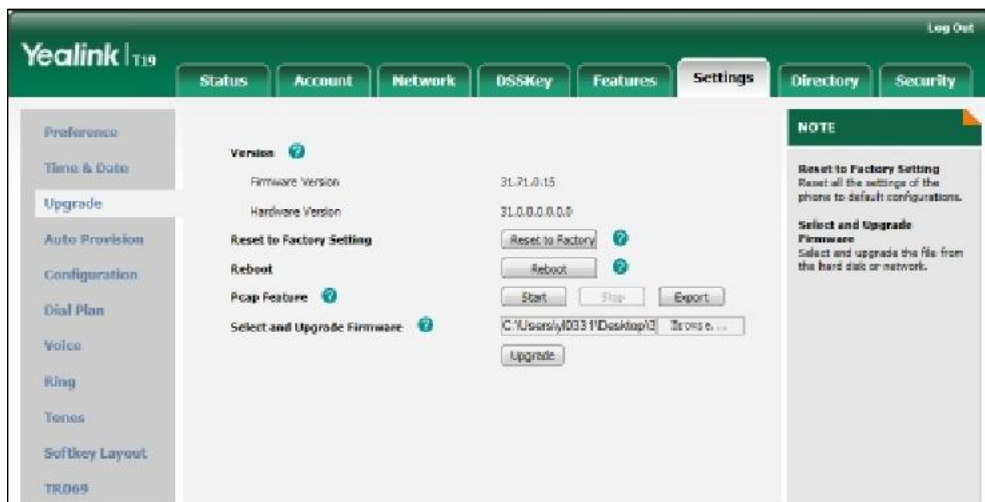 Log Out
Yealink | T19
Status Account Network DSSKey Features Settings Directory Security
Preference
Time & Date
Upgrade
Auto Provision
Configuration
Dial Plan
Voice
Ring
Tones
Softkey Layout
TR069
Version
Firmware Version 31.71.0.15
Hardware Version 31.0.0.0.0.0.0
Reset to Factory Setting Reset to Factory
Reboot Reboot
Pcap Feature Start Stop Export
Select and Upgrade Firmware C:\Users\yl0331\Desktop\3 Browse...
Upgrade
NOTE
Reset to Factory Setting
Reset all the settings of the
phone to default configurations.
Select and Upgrade
Firmware
Select and upgrade the file from
the hard disk or network.